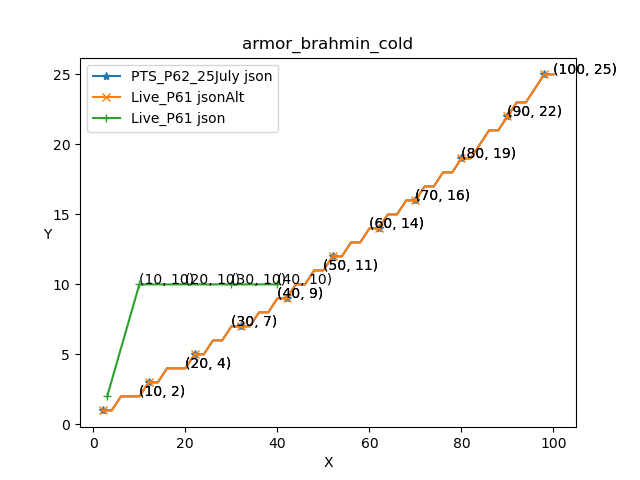 armor_brahmin_cold
PTS_P62_25July json
Live_P61 jsonAlt
Live_P61 json
(100, 25)
(90, 22)
(80, 19)
(70, 16)
(60, 14)
(50, 11)
(10, 10)
(20, 10)
(30, 10)
(40, 10)
(40, 9)
(30, 7)
(20, 4)
(10, 2)
25
20
15
10
5
0
Y
0 20 40 60 80 100
X